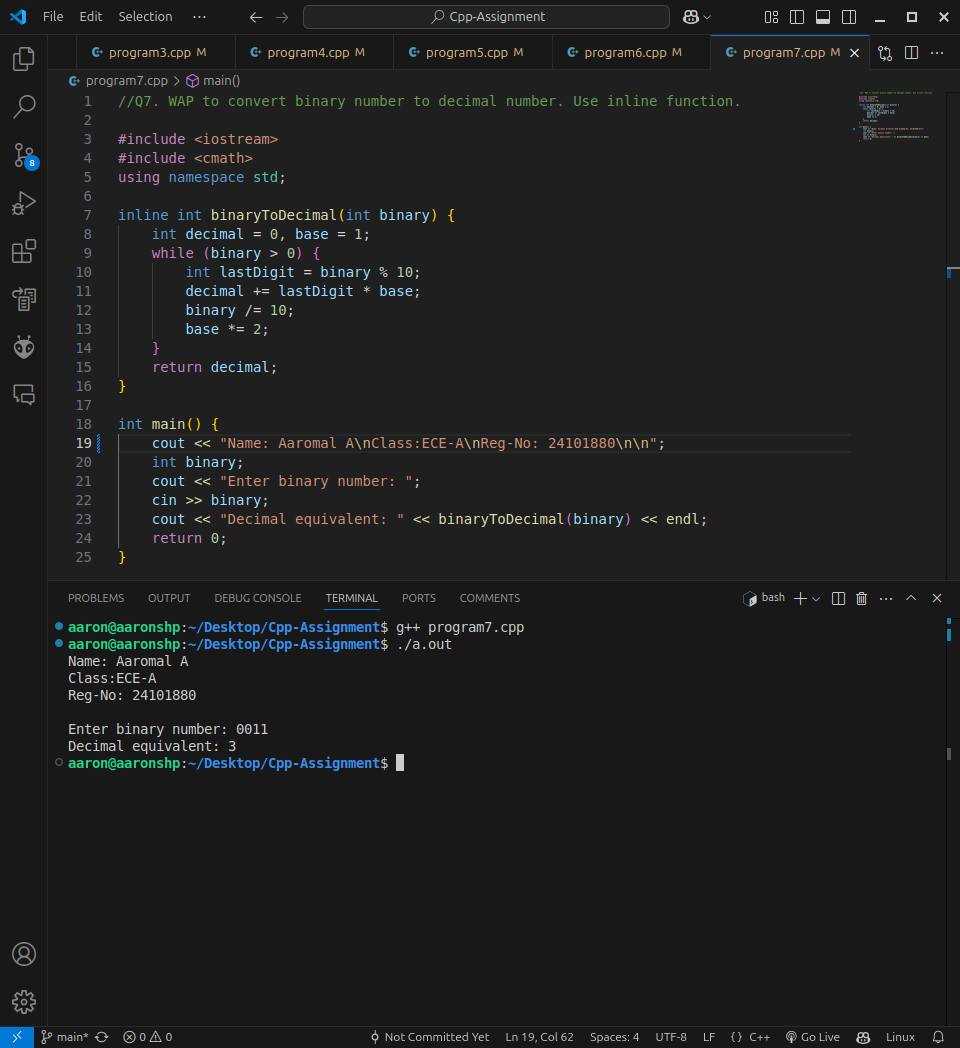 File Edit Selection ··· Cpp-Assignment
program3.cpp M program4.cpp M program5.cpp M program6.cpp M program7.cpp M
program7.cpp > main()
8
1 //Q7. WAP to convert binary number to decimal number. Use inline function.
2
3 #include <iostream>
4 #include <cmath>
5 using namespace std;
6
7 inline int binaryToDecimal(int binary) {
8 int decimal = 0, base = 1;
9 while (binary > 0) {
10 int lastDigit = binary % 10;
11 decimal += lastDigit * base;
12 binary /= 10;
13 base *= 2;
14 }
15 return decimal;
16 }
17
18 int main() {
19 cout << "Name: Aaromal A\nClass:ECE-A\nReg-No: 24101880\n\n";
20 int binary;
21 cout << "Enter binary number: ";
22 cin >> binary;
23 cout << "Decimal equivalent: " << binaryToDecimal(binary) << endl;
24 return 0;
25 }
PROBLEMS OUTPUT DEBUG CONSOLE TERMINAL PORTS COMMENTS bash
aaron@aaronshp:~/Desktop/Cpp-Assignment$ g++ program7.cpp
aaron@aaronshp:~/Desktop/Cpp-Assignment$ ./a.out
Name: Aaromal A
Class:ECE-A
Reg-No: 24101880
Enter binary number: 0011
Decimal equivalent: 3
aaron@aaronshp:~/Desktop/Cpp-Assignment$
main* 0 0 Not Committed Yet Ln 19, Col 62 Spaces: 4 UTF-8 LF {} C++ Go Live Linux